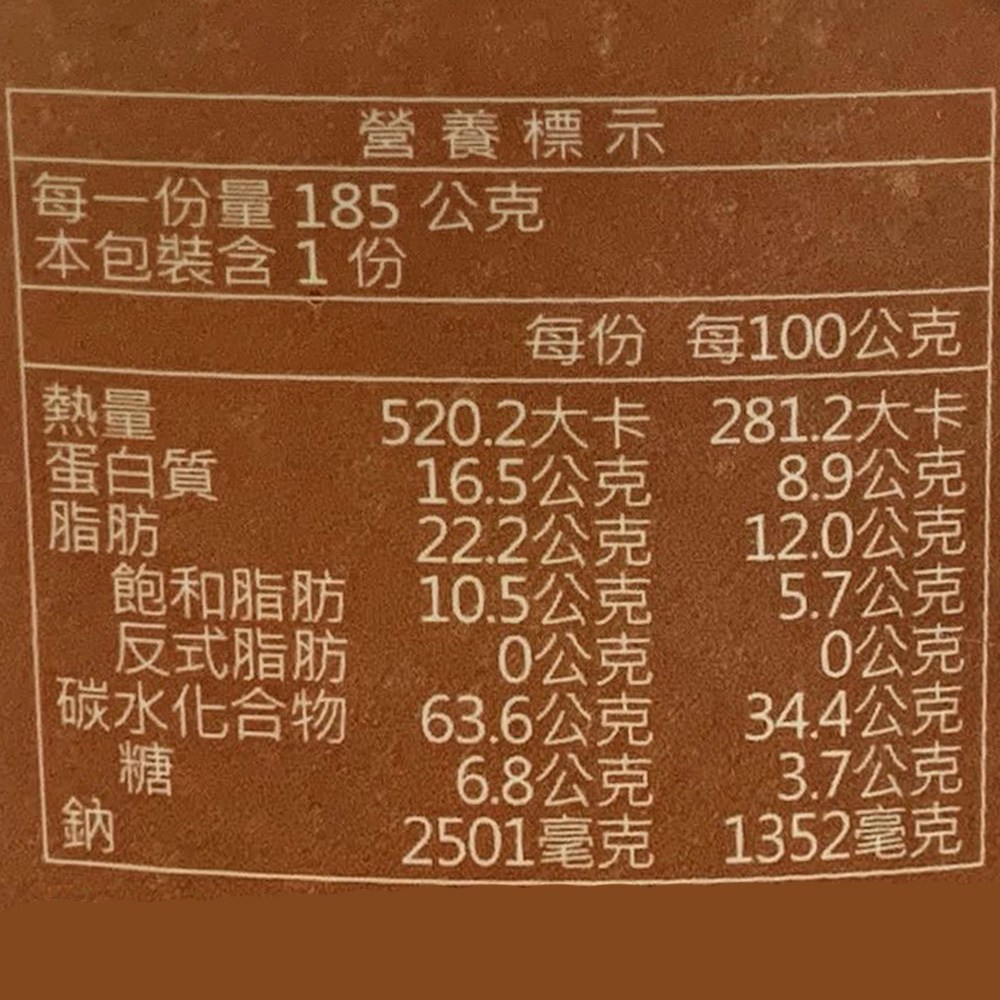 營養標示
每一份量 185 公克
本包裝含 1 份
每份 每100公克
熱量 520.2大卡 281.2大卡
蛋白質 16.5公克 8.9公克
脂肪 22.2公克 12.0公克
飽和脂肪 10.5公克 5.7公克
反式脂肪 0公克 0公克
碳水化合物 63.6公克 34.4公克
糖 6.8公克 3.7公克
鈉 2501毫克 1352毫克